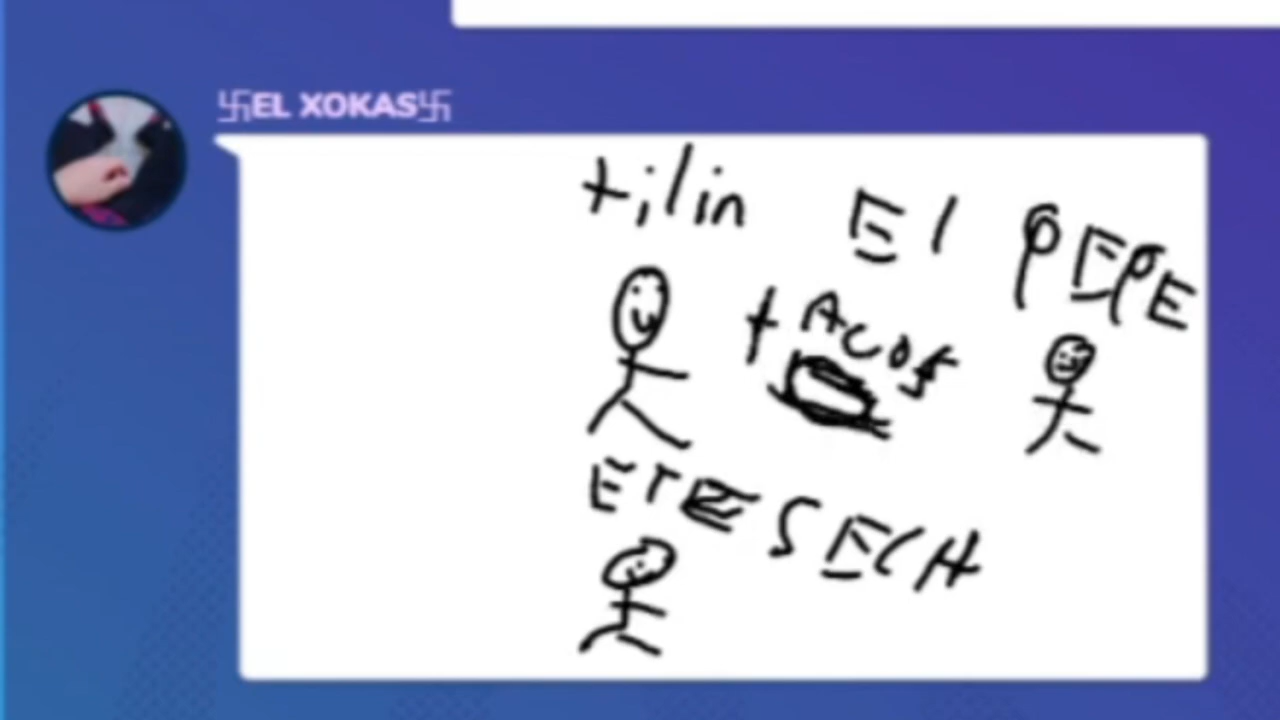 卐EL XOKAS卐
tilin
El PEPE
tACOS
ETESECH